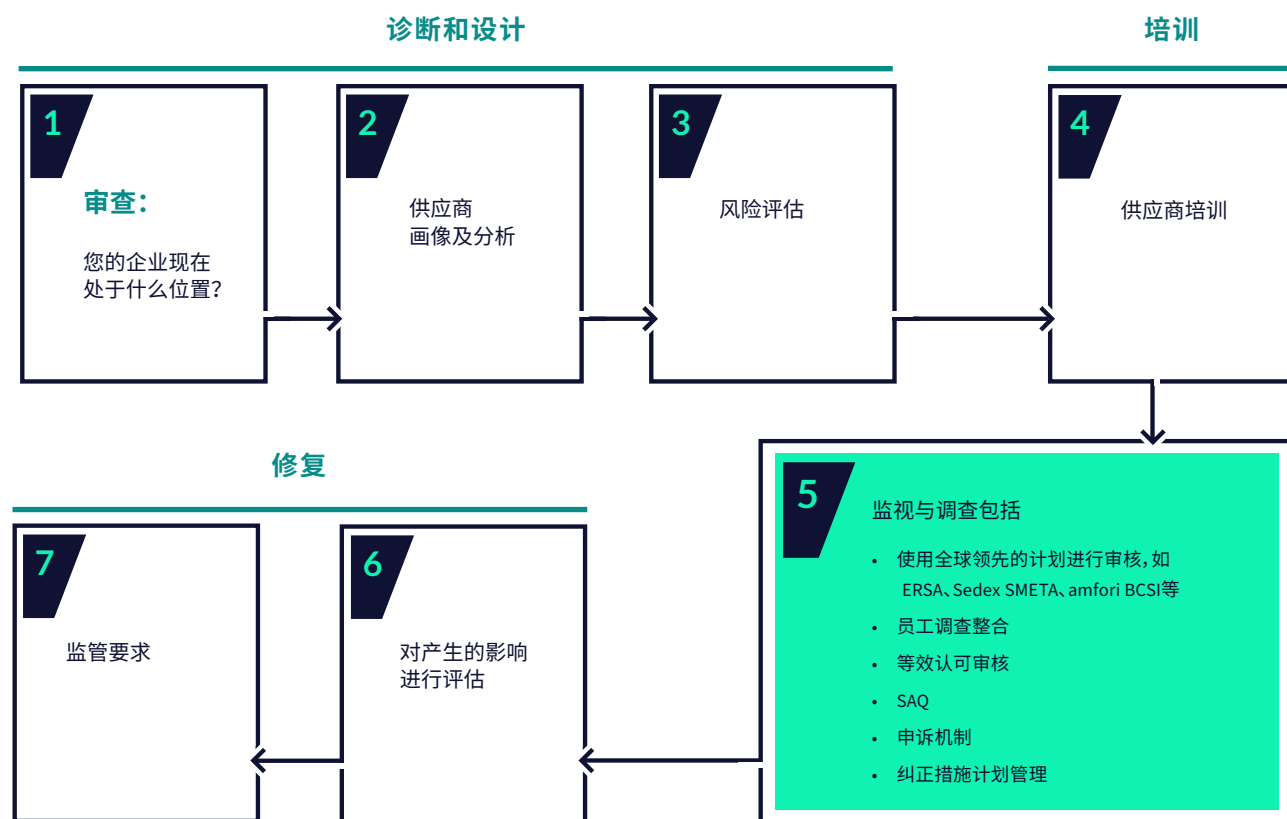 诊断和设计
培训
1
审查：
您的企业现在
处于什么位置？
2
供应商
画像及分析
3
风险评估
4
供应商培训
修复
7
监管要求
6
对产生的影响
进行评估
5
监视与调查包括
• 使用全球领先的计划进行审核，如
ERSA、Sedex SMETA、amfori BCSI等
• 员工调查整合
• 等效认可审核
• SAQ
• 申诉机制
• 纠正措施计划管理